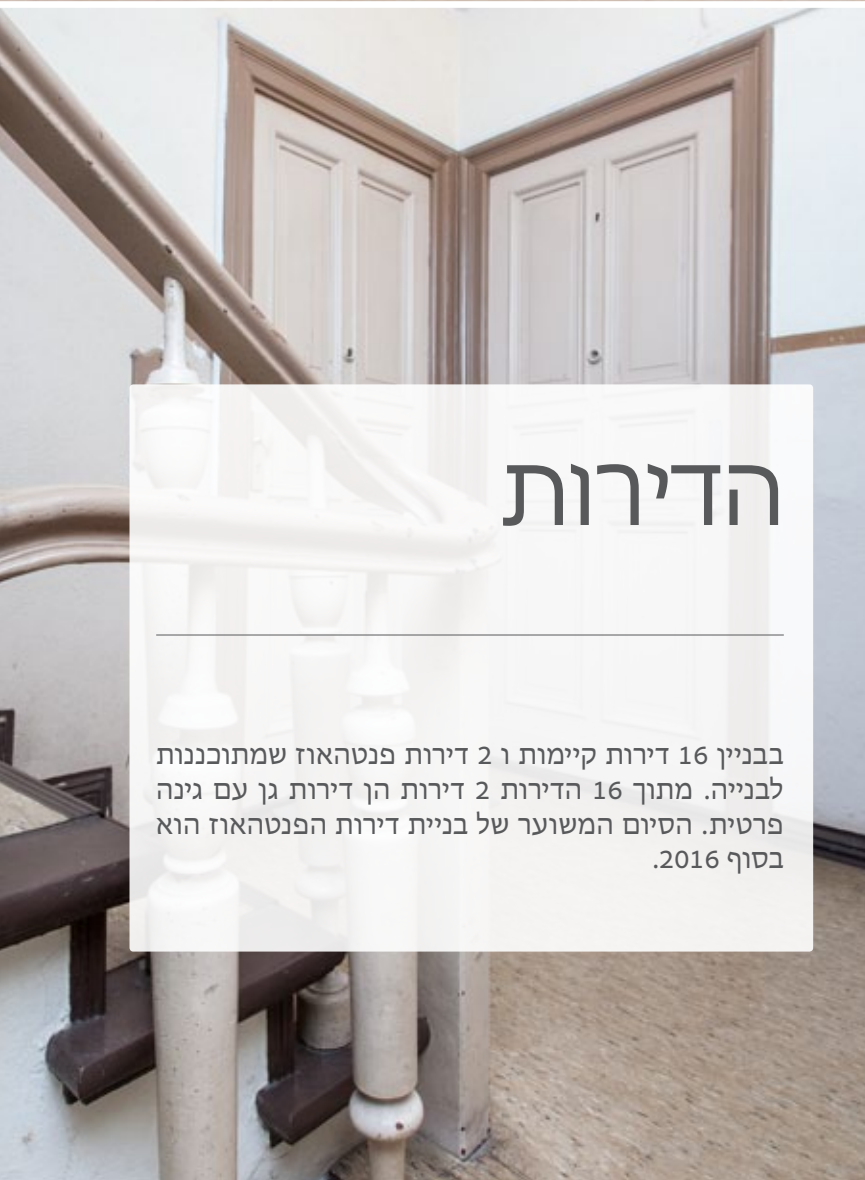 הדירות
בבניין 16 דירות קיימות ו 2 דירות פנטהאוז שמתוכננות
לבנייה. מתוך 16 הדירות 2 דירות הן דירות גן עם גינה
פרטית. הסיום המשוער של בניית דירות הפנטהאוז הוא
בסוף 2016.